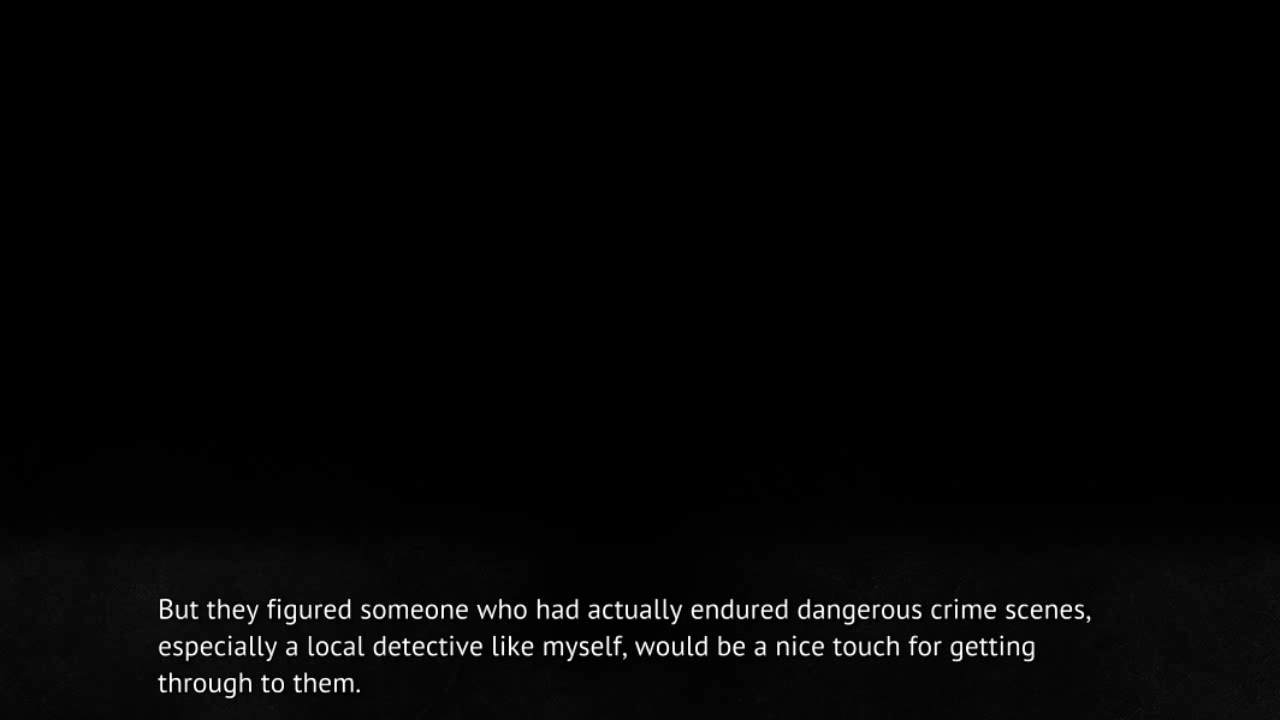 But they figured someone who had actually endured dangerous crime scenes,
especially a local detective like myself, would be a nice touch for getting
through to them.